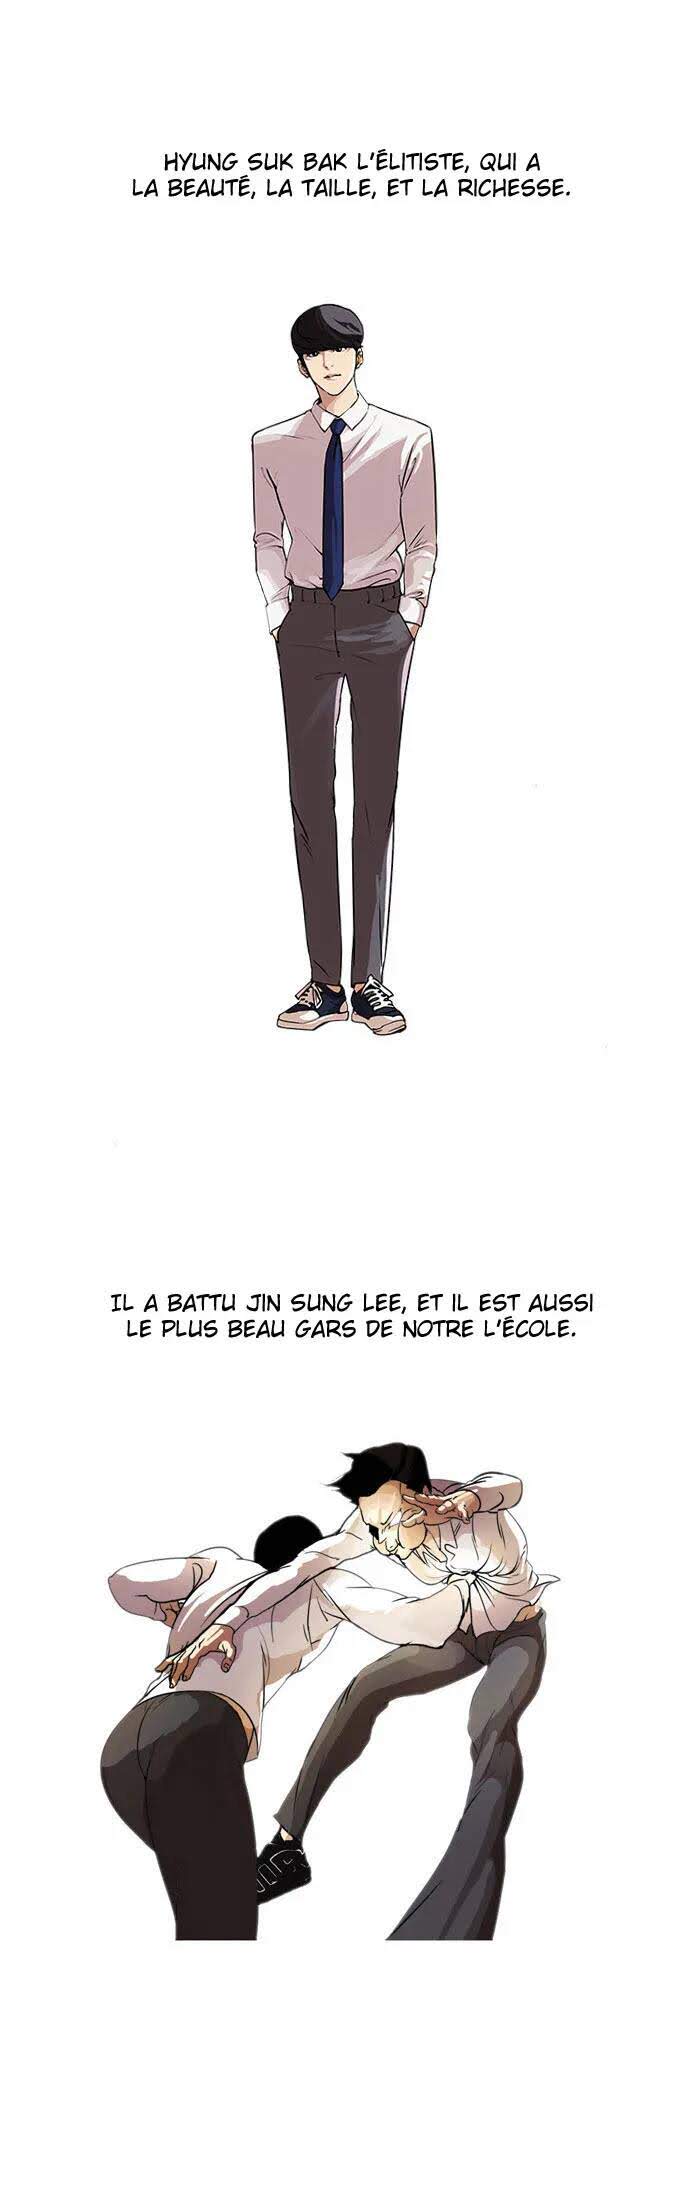 HYUNG SUK BAK L'ÉLITISTE, QUI A
LA BEAUTÉ, LA TAILLE, ET LA RICHESSE.
IL A BATTU JIN SUNG LEE, ET IL EST AUSSI
LE PLUS BEAU GARS DE NOTRE L'ÉCOLE.